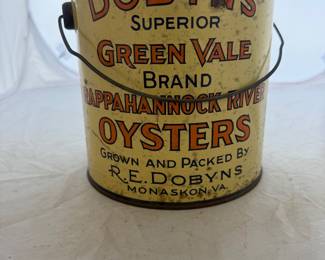 DOBYNS'
SUPERIOR
GREEN VALE
BRAND
RAPPAHANNOCK RIVER
OYSTERS
GROWN AND PACKED BY
R.E. DOBYNS
MONASKON, VA.